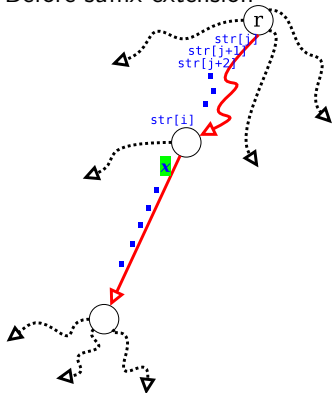 Before suffix extension
r
str[j]
str[j+1]
str[j+2]
str[i]
x